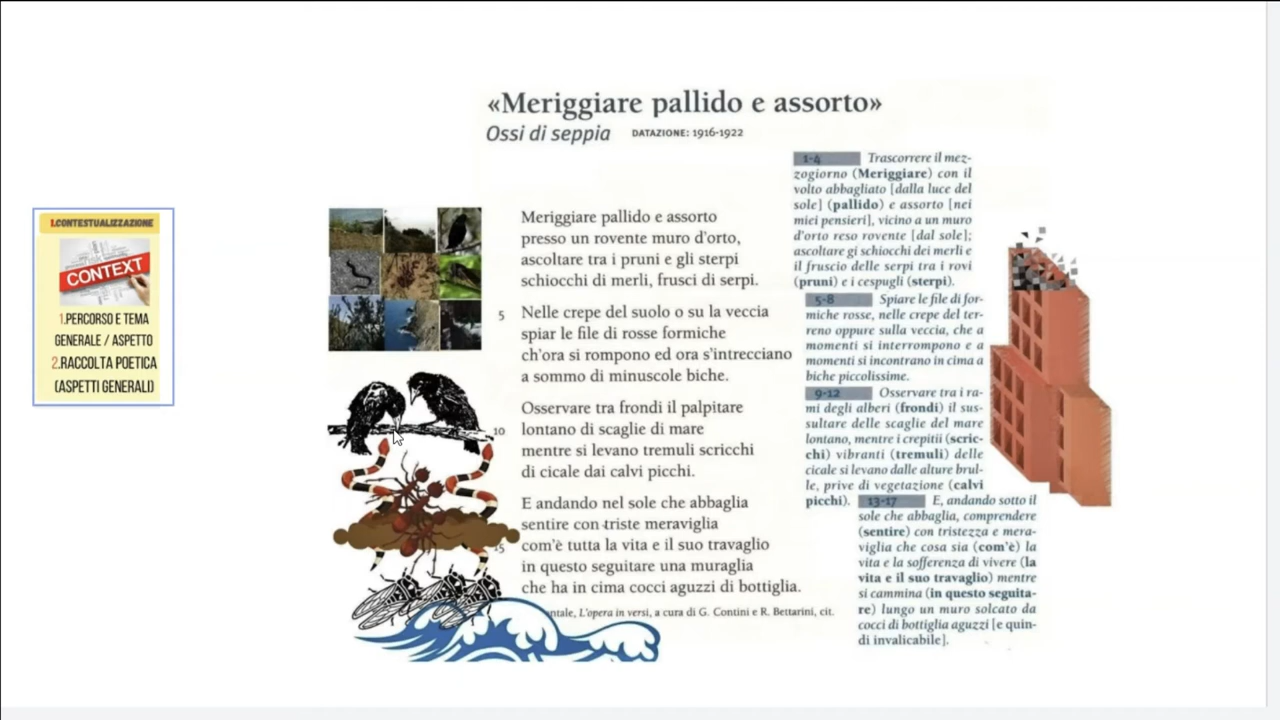 «Meriggiare pallido e assorto»
Ossi di seppia DATAZIONE: 1916-1922
1.CONTESTUALIZZAZIONE
CONTEXT
1.PERCORSO E TEMA
GENERALE / ASPETTO
2.RACCOLTA POETICA
(ASPETTI GENERALI)
Meriggiare pallido e assorto
presso un rovente muro d'orto,
ascoltare tra i pruni e gli sterpi
schiocchi di merli, frusci di serpi.
5 Nelle crepe del suolo o su la veccia
spiar le file di rosse formiche
ch'ora si rompono ed ora s'intrecciano
a sommo di minuscole biche.
Osservare tra frondi il palpitare
10 lontano di scaglie di mare
mentre si levano tremuli scricchi
di cicale dai calvi picchi.
E andando nel sole che abbaglia
sentire con triste meraviglia
15 com'è tutta la vita e il suo travaglio
in questo seguitare una muraglia
che ha in cima cocci aguzzi di bottiglia.
ntale, L'opera in versi, a cura di G. Contini e R. Bettarini, cit.
1-4 Trascorrere il mez-
zogiorno (Meriggiare) con il
volto abbagliato [dalla luce del
sole] (pallido) e assorto [nei
miei pensieri], vicino a un muro
d'orto reso rovente [dal sole];
ascoltare gi schiocchi dei merli e
il fruscio delle serpi tra i rovi
(pruni) e i cespugli (sterpi).
5-8 Spiare le file di for-
miche rosse, nelle crepe del ter-
reno oppure sulla veccia, che a
momenti si interrompono e a
momenti si incontrano in cima a
biche piccolissime.
9-12 Osservare tra i ra-
mi degli alberi (frondi) il sus-
sultare delle scaglie del mare
lontano, mentre i crepitii (scric-
chi) vibranti (tremuli) delle
cicale si levano dalle alture brul-
le, prive di vegetazione (calvi
picchi). 13-17 E, andando sotto il
sole che abbaglia, comprendere
(sentire) con tristezza e mera-
viglia che cosa sia (com'è) la
vita e la sofferenza di vivere (la
vita e il suo travaglio) mentre
si cammina (in questo seguita-
re) lungo un muro solcato da
cocci di bottiglia aguzzi [e quin-
di invalicabile].